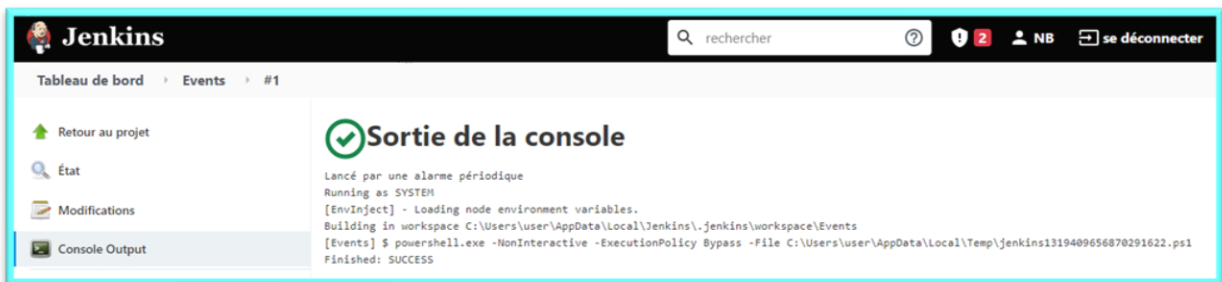 Jenkins
rechercher
2
NB
se déconnecter
Tableau de bord
Events
#1
Retour au projet
État
Modifications
Console Output
Sortie de la console
Lancé par une alarme périodique
Running as SYSTEM
[EnvInject] - Loading node environment variables.
Building in workspace C:\Users\user\AppData\Local\Jenkins\.jenkins\workspace\Events
[Events] $ powershell.exe -NonInteractive -ExecutionPolicy Bypass -File C:\Users\user\AppData\Local\Temp\jenkins1319409656870291622.ps1
Finished: SUCCESS